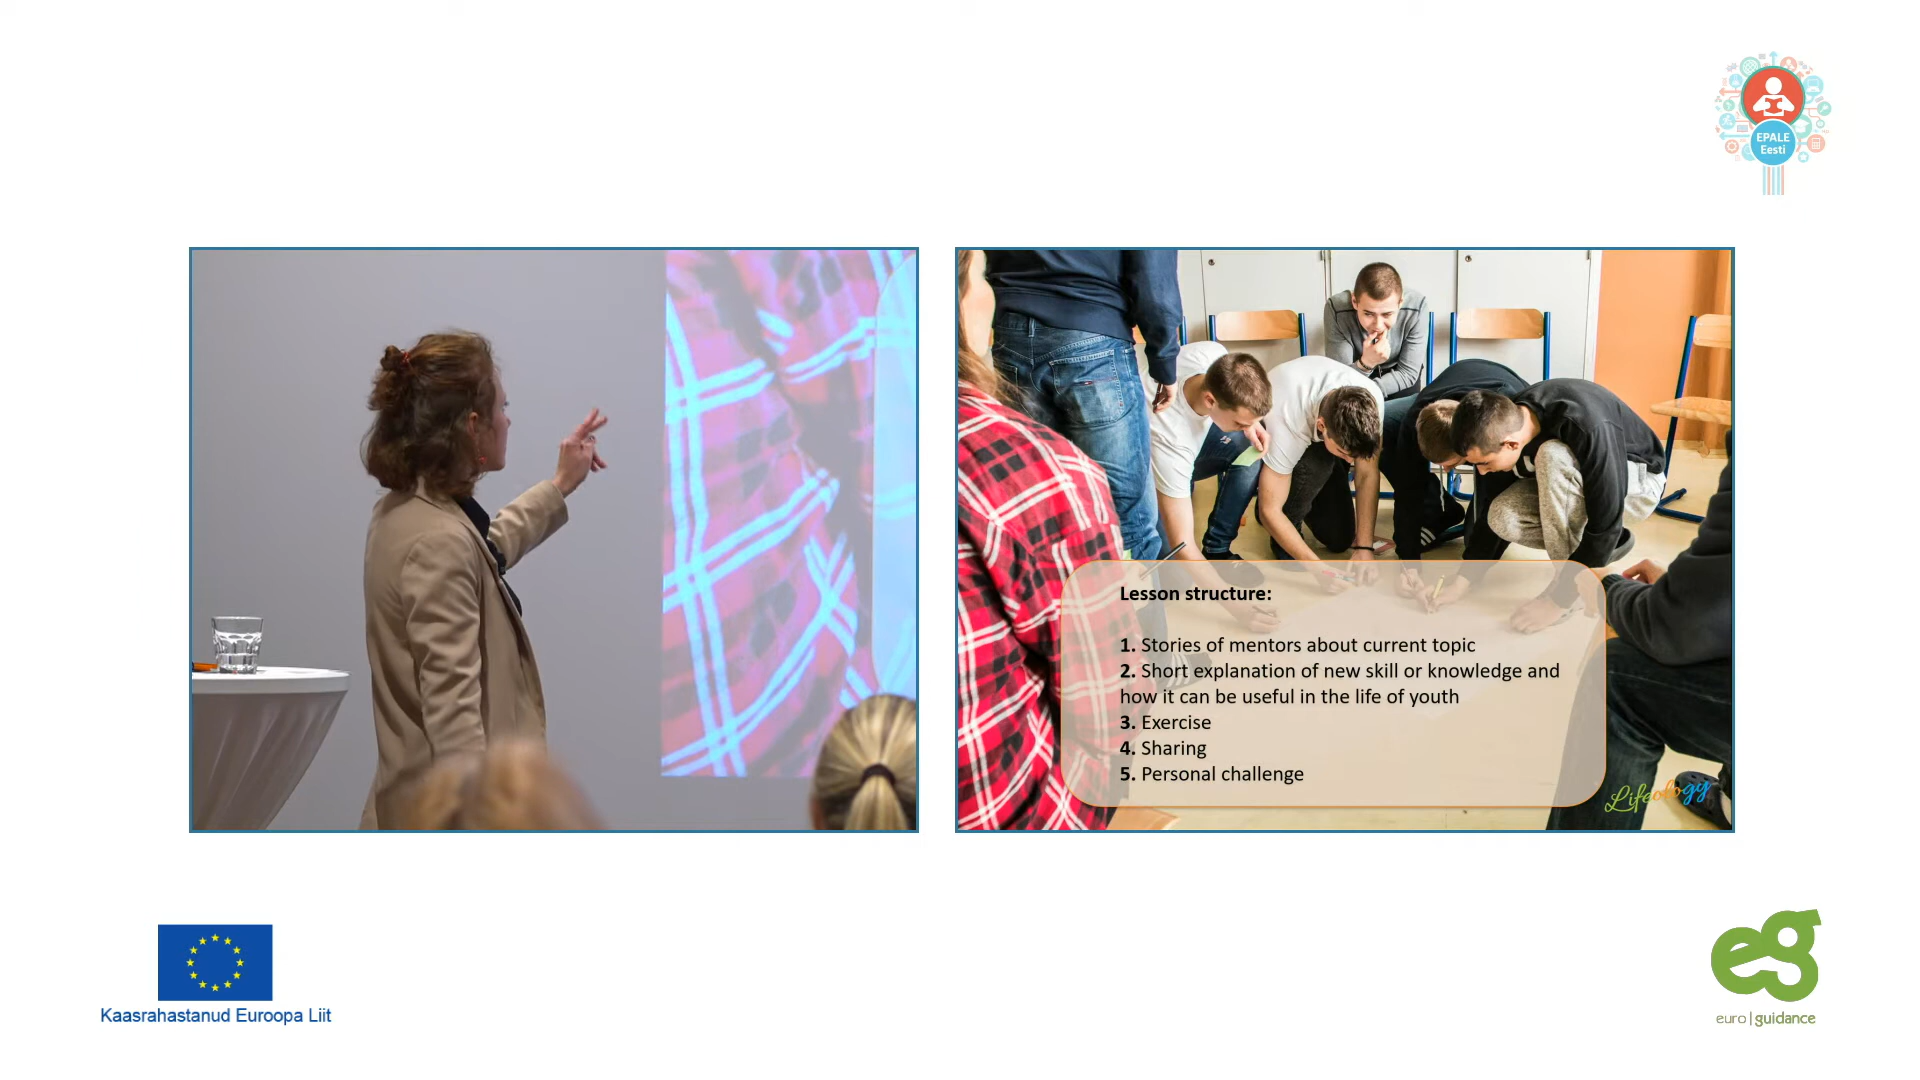 EPALE
Eesti
Lesson structure:
1. Stories of mentors about current topic
2. Short explanation of new skill or knowledge and
how it can be useful in the life of youth
3. Exercise
4. Sharing
5. Personal challenge
Lifeology
Kaasrahastanud Euroopa Liit
eg
euro|guidance